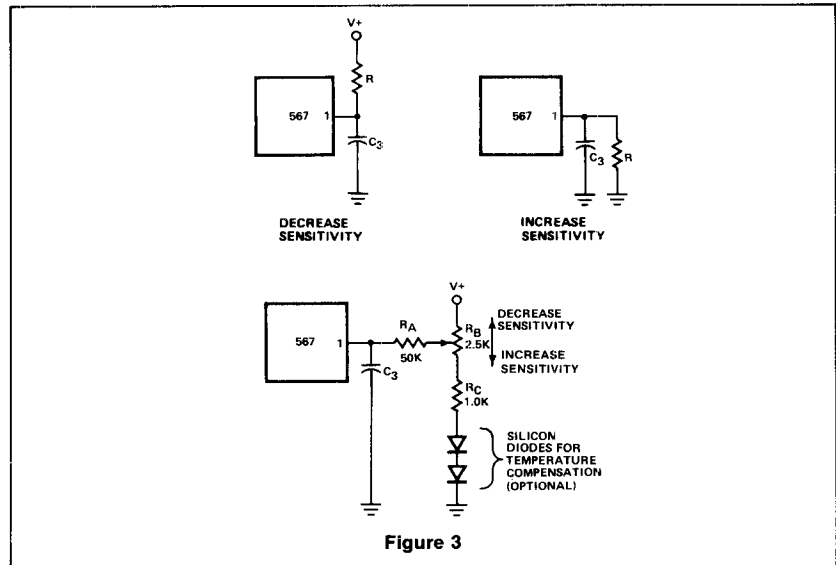 V+
R
567 1
C3
DECREASE
SENSITIVITY
567 1
C3
R
INCREASE
SENSITIVITY
V+
567 1
RA
50K
C3
RB
2.5K
DECREASE
SENSITIVITY
INCREASE
SENSITIVITY
RC
1.0K
SILICON
DIODES FOR
TEMPERATURE
COMPENSATION
(OPTIONAL)
Figure 3